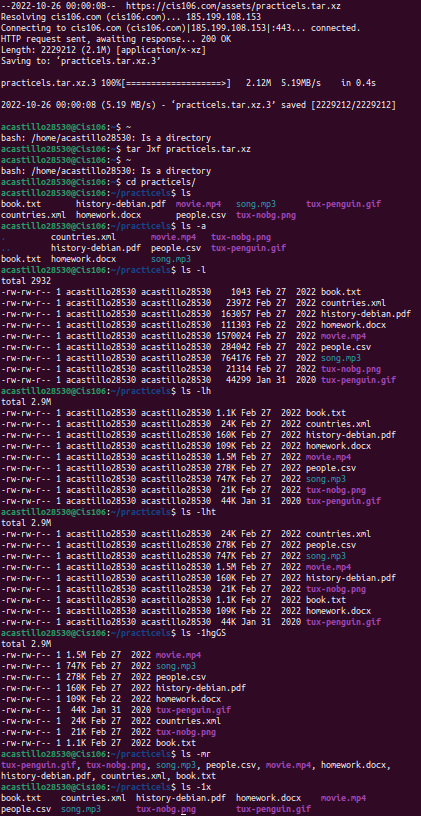 --2022-10-26 00:00:08--  https://cis106.com/assets/practicels.tar.xz
Resolving cis106.com (cis106.com)... 185.199.108.153
Connecting to cis106.com (cis106.com)|185.199.108.153|:443... connected.
HTTP request sent, awaiting response... 200 OK
Length: 2229212 (2.1M) [application/x-xz]
Saving to: ‘practicels.tar.xz.3’

practicels.tar.xz.3 100%[===================>]   2.12M  5.19MB/s    in 0.4s

2022-10-26 00:00:08 (5.19 MB/s) - ‘practicels.tar.xz.3’ saved [2229212/2229212]

acastillo28530@Cis106:~$ ~
bash: /home/acastillo28530: Is a directory
acastillo28530@Cis106:~$ tar Jxf practicels.tar.xz
acastillo28530@Cis106:~$ ~
bash: /home/acastillo28530: Is a directory
acastillo28530@Cis106:~$ cd practicels/
acastillo28530@Cis106:~/practicels$ ls
book.txt       history-debian.pdf  movie.mp4   song.mp3      tux-penguin.gif
countries.xml  homework.docx       people.csv  tux-nobg.png
acastillo28530@Cis106:~/practicels$ ls -a
.         countries.xml       movie.mp4   tux-nobg.png
..        history-debian.pdf  people.csv  tux-penguin.gif
book.txt  homework.docx       song.mp3
acastillo28530@Cis106:~/practicels$ ls -l
total 2932
-rw-rw-r-- 1 acastillo28530 acastillo28530    1043 Feb 27  2022 book.txt
-rw-rw-r-- 1 acastillo28530 acastillo28530   23972 Feb 27  2022 countries.xml
-rw-rw-r-- 1 acastillo28530 acastillo28530  163057 Feb 27  2022 history-debian.pdf
-rw-rw-r-- 1 acastillo28530 acastillo28530  111303 Feb 22  2022 homework.docx
-rw-rw-r-- 1 acastillo28530 acastillo28530 1570024 Feb 27  2022 movie.mp4
-rw-rw-r-- 1 acastillo28530 acastillo28530  284042 Feb 27  2022 people.csv
-rw-rw-r-- 1 acastillo28530 acastillo28530  764176 Feb 27  2022 song.mp3
-rw-rw-r-- 1 acastillo28530 acastillo28530   21314 Feb 27  2022 tux-nobg.png
-rw-rw-r-- 1 acastillo28530 acastillo28530   44299 Jan 31  2020 tux-penguin.gif
acastillo28530@Cis106:~/practicels$ ls -lh
total 2.9M
-rw-rw-r-- 1 acastillo28530 acastillo28530 1.1K Feb 27  2022 book.txt
-rw-rw-r-- 1 acastillo28530 acastillo28530  24K Feb 27  2022 countries.xml
-rw-rw-r-- 1 acastillo28530 acastillo28530 160K Feb 27  2022 history-debian.pdf
-rw-rw-r-- 1 acastillo28530 acastillo28530 109K Feb 22  2022 homework.docx
-rw-rw-r-- 1 acastillo28530 acastillo28530 1.5M Feb 27  2022 movie.mp4
-rw-rw-r-- 1 acastillo28530 acastillo28530 278K Feb 27  2022 people.csv
-rw-rw-r-- 1 acastillo28530 acastillo28530 747K Feb 27  2022 song.mp3
-rw-rw-r-- 1 acastillo28530 acastillo28530  21K Feb 27  2022 tux-nobg.png
-rw-rw-r-- 1 acastillo28530 acastillo28530  44K Jan 31  2020 tux-penguin.gif
acastillo28530@Cis106:~/practicels$ ls -lht
total 2.9M
-rw-rw-r-- 1 acastillo28530 acastillo28530  24K Feb 27  2022 countries.xml
-rw-rw-r-- 1 acastillo28530 acastillo28530 278K Feb 27  2022 people.csv
-rw-rw-r-- 1 acastillo28530 acastillo28530 747K Feb 27  2022 song.mp3
-rw-rw-r-- 1 acastillo28530 acastillo28530 1.5M Feb 27  2022 movie.mp4
-rw-rw-r-- 1 acastillo28530 acastillo28530 160K Feb 27  2022 history-debian.pdf
-rw-rw-r-- 1 acastillo28530 acastillo28530  21K Feb 27  2022 tux-nobg.png
-rw-rw-r-- 1 acastillo28530 acastillo28530 1.1K Feb 27  2022 book.txt
-rw-rw-r-- 1 acastillo28530 acastillo28530 109K Feb 22  2022 homework.docx
-rw-rw-r-- 1 acastillo28530 acastillo28530  44K Jan 31  2020 tux-penguin.gif
acastillo28530@Cis106:~/practicels$ ls -1hgGS
total 2.9M
-rw-rw-r-- 1 1.5M Feb 27  2022 movie.mp4
-rw-rw-r-- 1 747K Feb 27  2022 song.mp3
-rw-rw-r-- 1 278K Feb 27  2022 people.csv
-rw-rw-r-- 1 160K Feb 27  2022 history-debian.pdf
-rw-rw-r-- 1 109K Feb 22  2022 homework.docx
-rw-rw-r-- 1  44K Jan 31  2020 tux-penguin.gif
-rw-rw-r-- 1  24K Feb 27  2022 countries.xml
-rw-rw-r-- 1  21K Feb 27  2022 tux-nobg.png
-rw-rw-r-- 1 1.1K Feb 27  2022 book.txt
acastillo28530@Cis106:~/practicels$ ls -mr
tux-penguin.gif, tux-nobg.png, song.mp3, people.csv, movie.mp4, homework.docx,
history-debian.pdf, countries.xml, book.txt
acastillo28530@Cis106:~/practicels$ ls -1x
book.txt    countries.xml  history-debian.pdf  homework.docx    movie.mp4
people.csv  song.mp3       tux-nobg.png        tux-penguin.gif